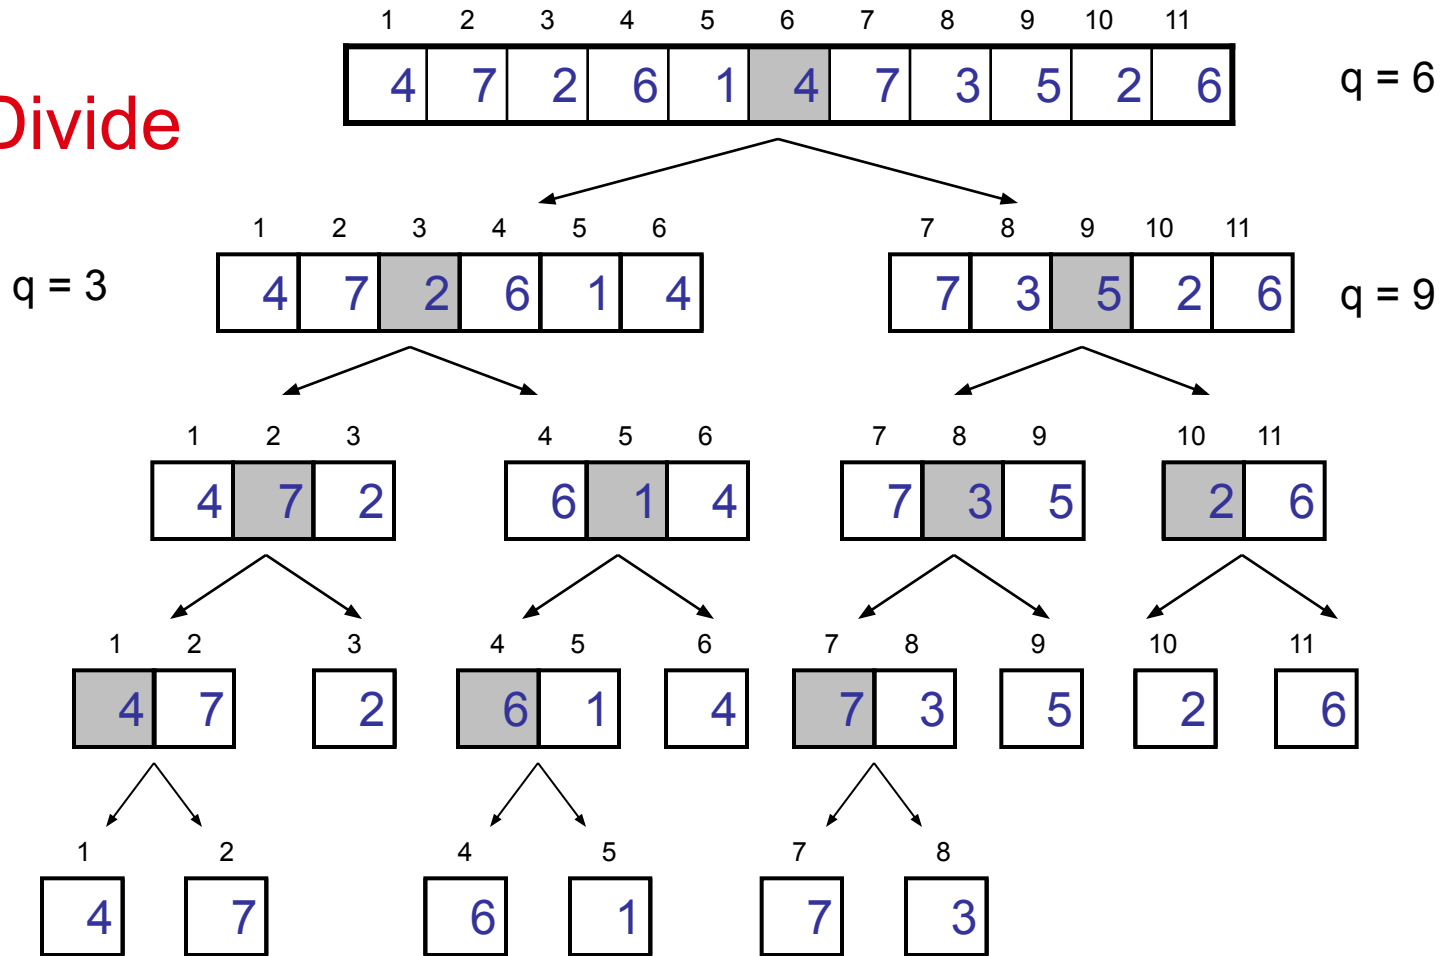 1 2 3 4 5 6 7 8 9 10 11
4 7 2 6 1 4 7 3 5 2 6 q = 6
Divide
1 2 3 4 5 6 7 8 9 10 11
q = 3 4 7 2 6 1 4 7 3 5 2 6 q = 9
1 2 3 4 5 6 7 8 9 10 11
4 7 2 6 1 4 7 3 5 2 6
1 2 3 4 5 6 7 8 9 10 11
4 7 2 6 1 4 7 3 5 2 6
1 2 4 5 7 8
4 7 6 1 7 3